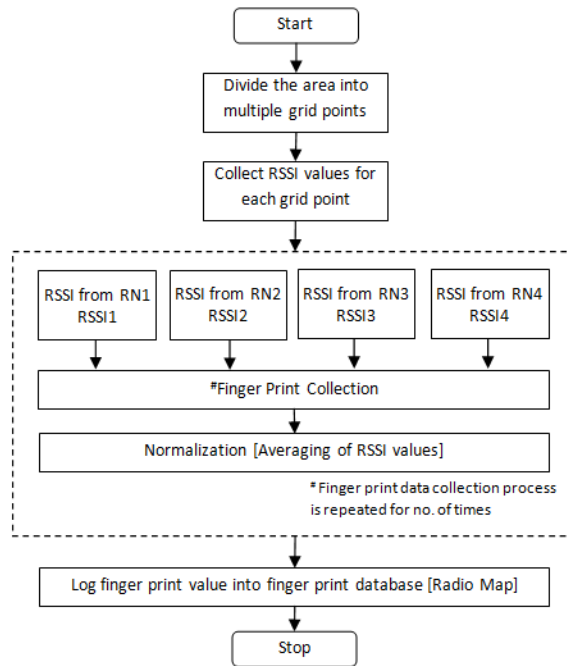 Start
Divide the area into
multiple grid points
Collect RSSI values for
each grid point
RSSI from RN1
RSSI1
RSSI from RN2
RSSI2
RSSI from RN3
RSSI3
RSSI from RN4
RSSI4
#Finger Print Collection
Normalization [Averaging of RSSI values]
# Finger print data collection process
is repeated for no. of times
Log finger print value into finger print database [Radio Map]
Stop